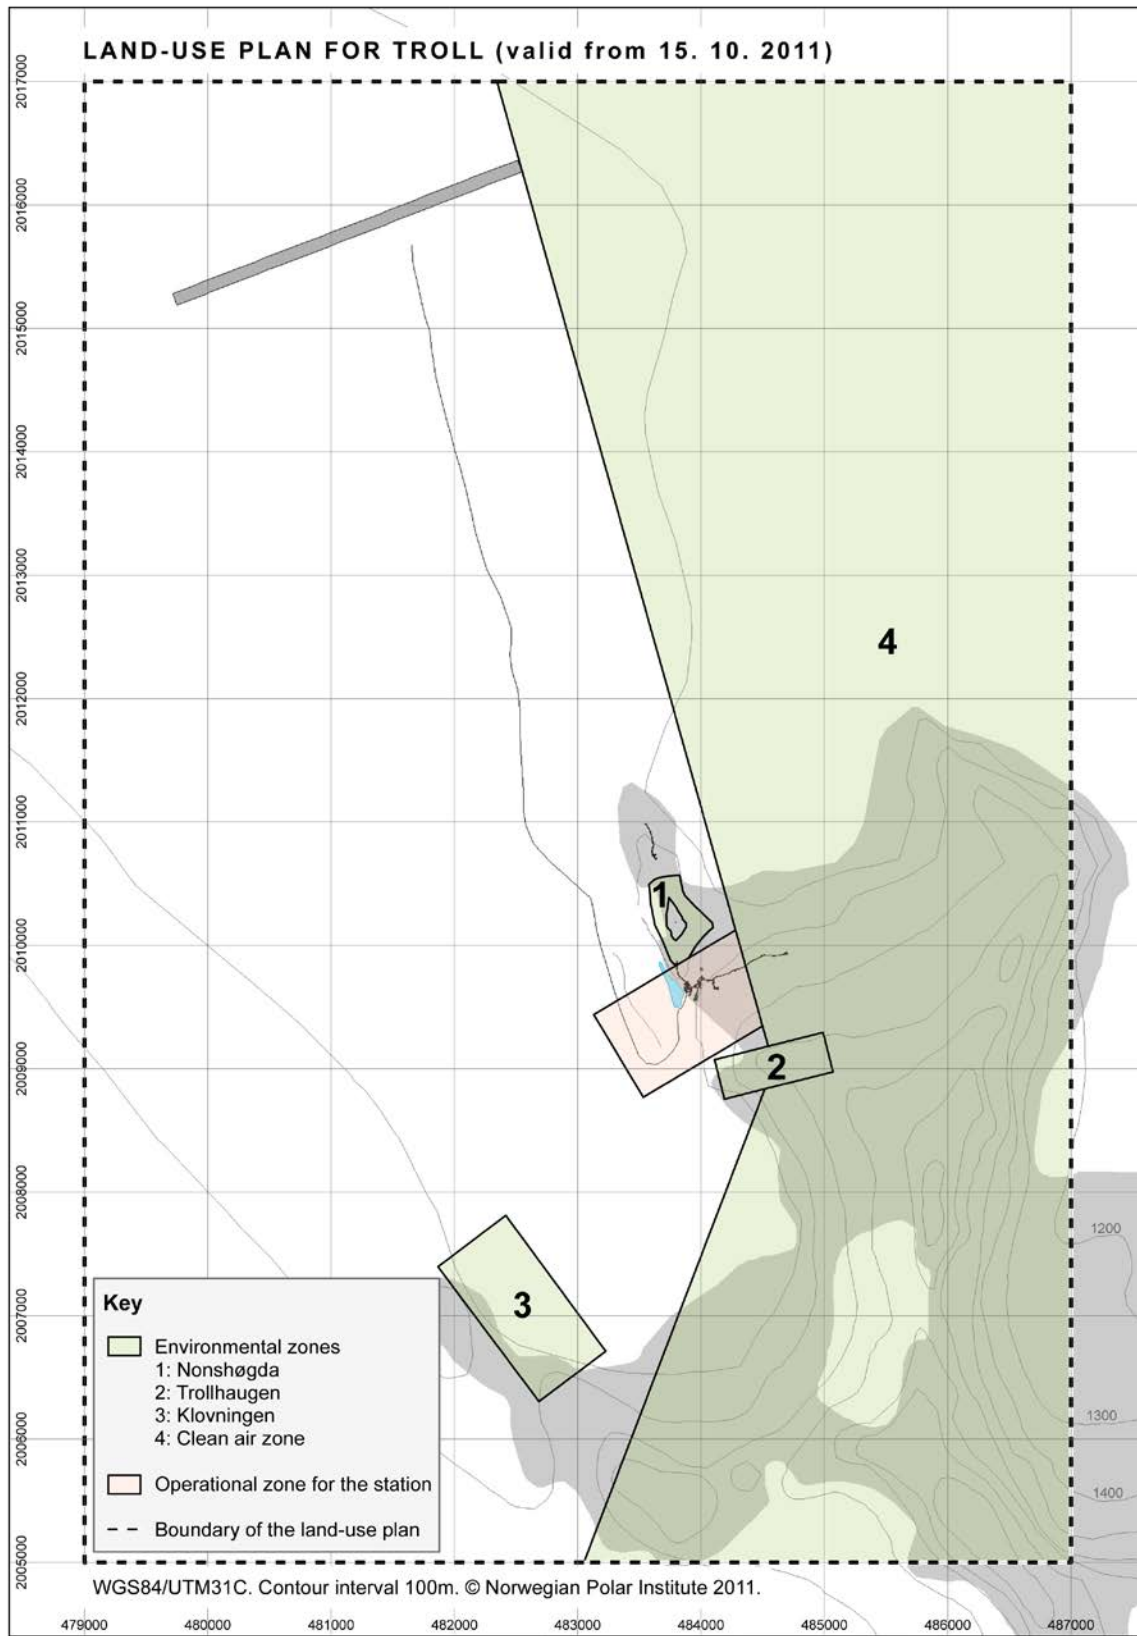 LAND-USE PLAN FOR TROLL (valid from 15. 10. 2011)
2017000
2016000
2015000
2014000
2013000
2012000
2011000
2010000
2009000
2008000
2007000
2006000
2005000
4
1
2
3
1200
1300
1400
Key
Environmental zones
1: Nonshøgda
2: Trollhaugen
3: Klovningen
4: Clean air zone
Operational zone for the station
Boundary of the land-use plan
WGS84/UTM31C. Contour interval 100m. © Norwegian Polar Institute 2011.
479000 480000 481000 482000 483000 484000 485000 486000 487000